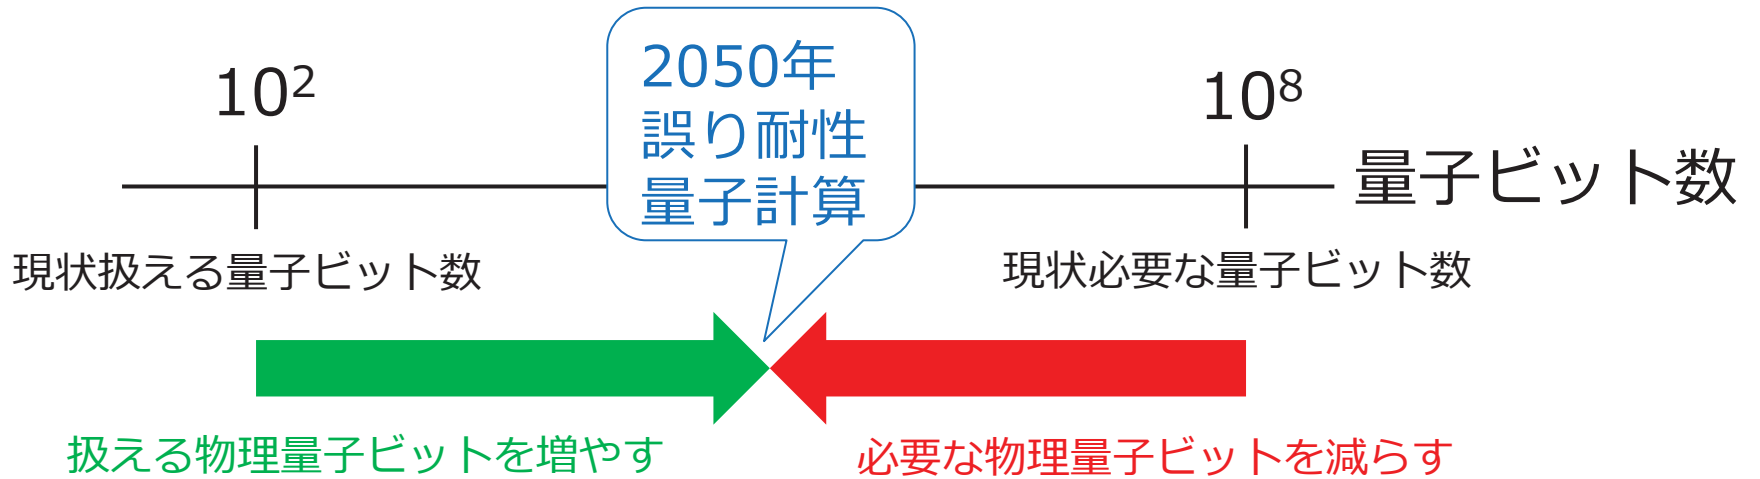 2050年
誤り耐性
量子計算
10²
10⁸
量子ビット数
現状扱える量子ビット数
現状必要な量子ビット数
扱える物理量子ビットを増やす
必要な物理量子ビットを減らす